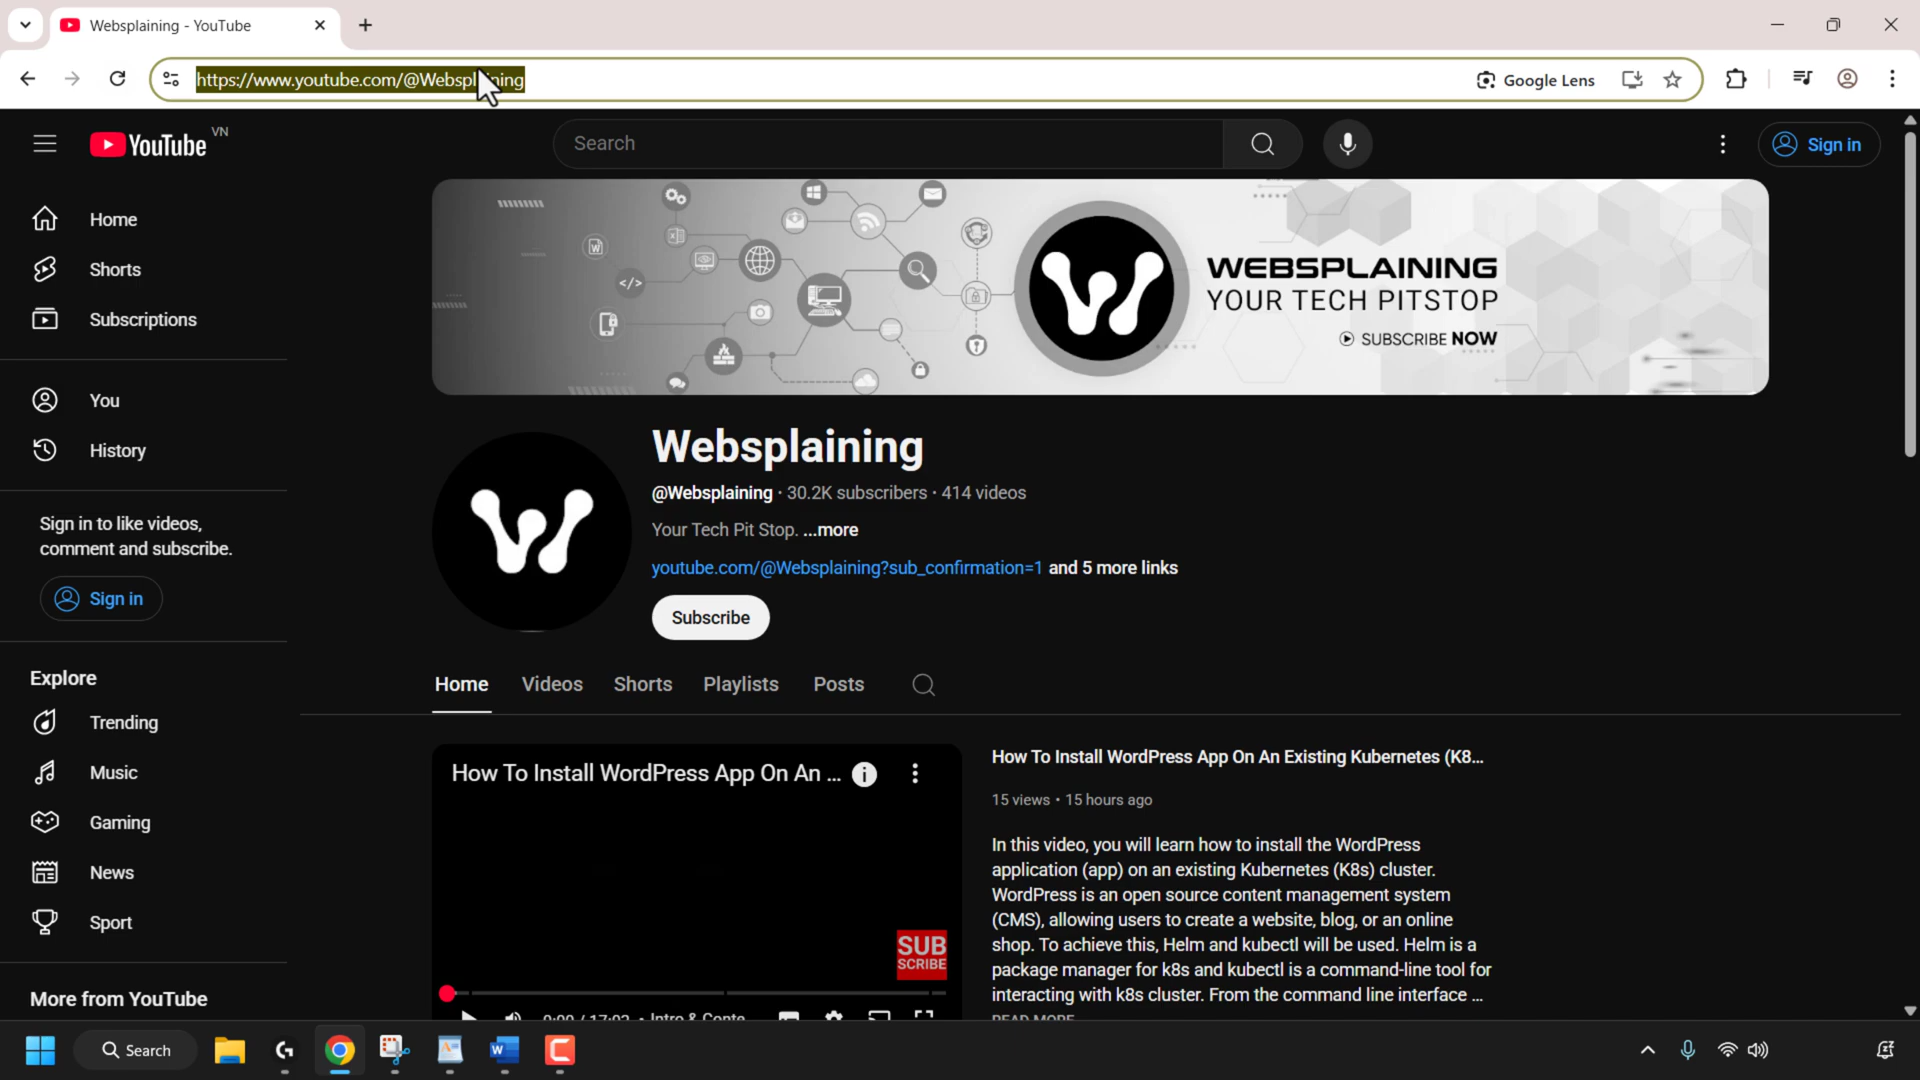 Websplaining - YouTube
https://www.youtube.com/@Websplaining
Google Lens
YouTube VN
Search
Sign in
Home
Shorts
Subscriptions
You
History
Sign in to like videos,
comment and subscribe.
Sign in
Explore
Trending
Music
Gaming
News
Sport
More from YouTube
WEBSPLAINING
YOUR TECH PITSTOP
SUBSCRIBE NOW
Websplaining
@Websplaining · 30.2K subscribers · 414 videos
Your Tech Pit Stop. ...more
youtube.com/@Websplaining?sub_confirmation=1 and 5 more links
Subscribe
Home Videos Shorts Playlists Posts
How To Install WordPress App On An ...
SUB
SCRIBE
0:00 / 17:03 • Intro & Conte
How To Install WordPress App On An Existing Kubernetes (K8...
15 views • 15 hours ago
In this video, you will learn how to install the WordPress
application (app) on an existing Kubernetes (K8s) cluster.
WordPress is an open source content management system
(CMS), allowing users to create a website, blog, or an online
shop. To achieve this, Helm and kubectl will be used. Helm is a
package manager for k8s and kubectl is a command-line tool for
interacting with k8s cluster. From the command line interface ...
READ MORE
Search